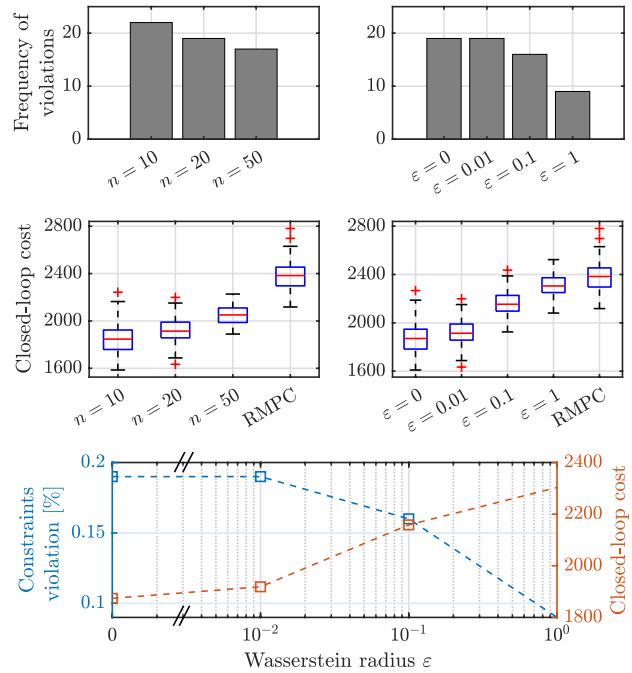 Frequency of
violations
20
10
0
n = 10
n = 20
n = 50
20
10
0
ε = 0
ε = 0.01
ε = 0.1
ε = 1
Closed-loop cost
2800
2400
2000
1600
n = 10
n = 20
n = 50
RMPC
2800
2400
2000
1600
ε = 0
ε = 0.01
ε = 0.1
ε = 1
RMPC
Constraints
violation [%]
0.2
0.15
0.1
0
10⁻²
10⁻¹
10⁰
Wasserstein radius ε
2400
2200
2000
1800
Closed-loop cost